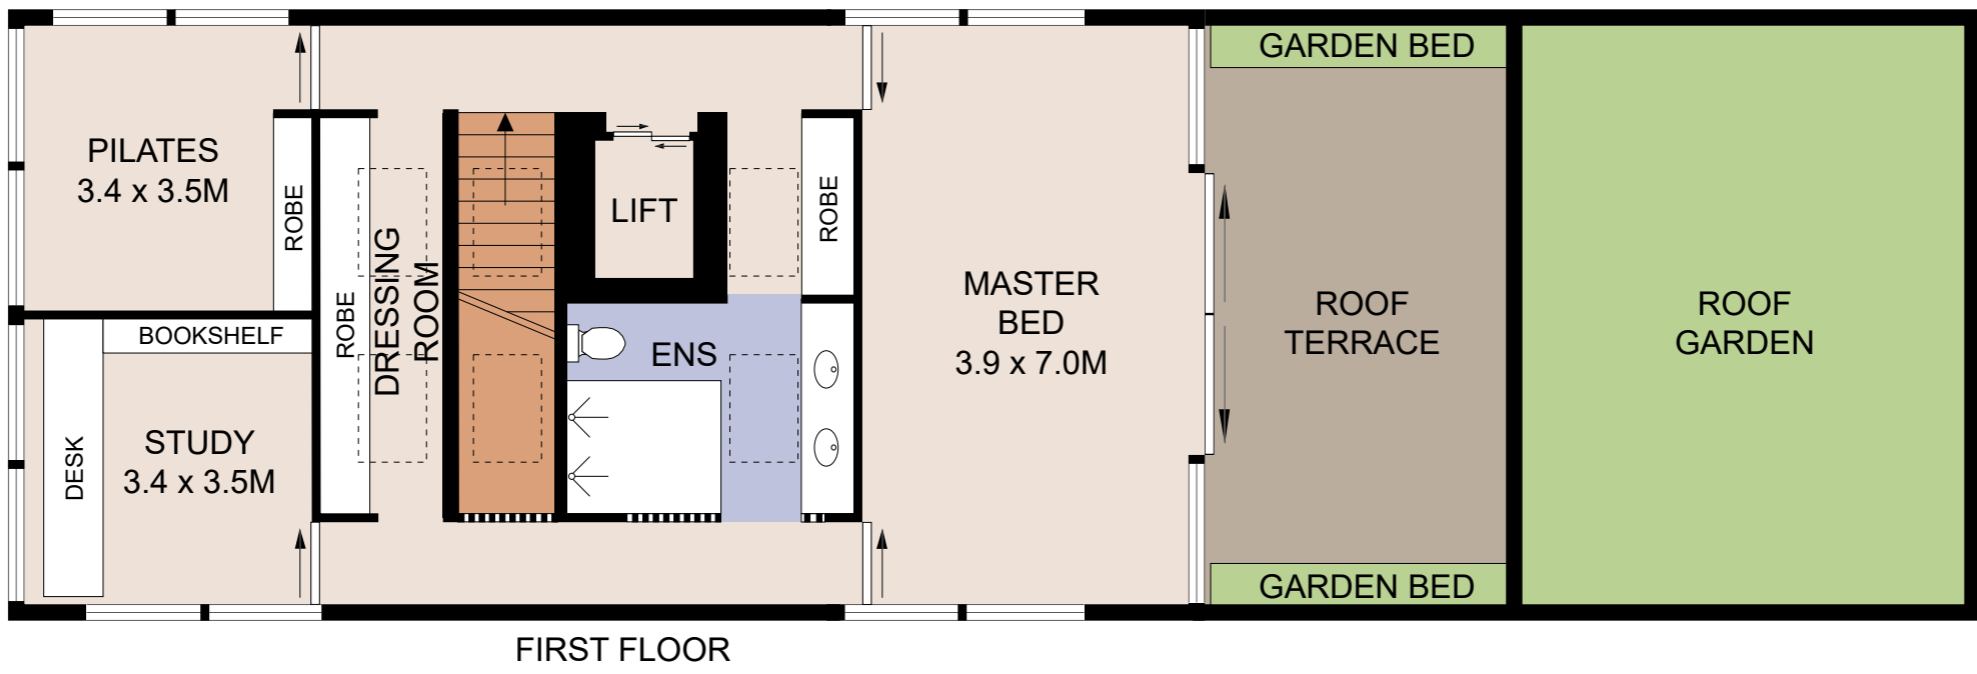 GARDEN BED
PILATES
3.4 x 3.5M
ROBE
ROBE
DRESSING
ROOM
LIFT
ROBE
MASTER
BED
3.9 x 7.0M
ROOF
TERRACE
ROOF
GARDEN
BOOKSHELF
ENS
DESK
STUDY
3.4 x 3.5M
GARDEN BED
FIRST FLOOR